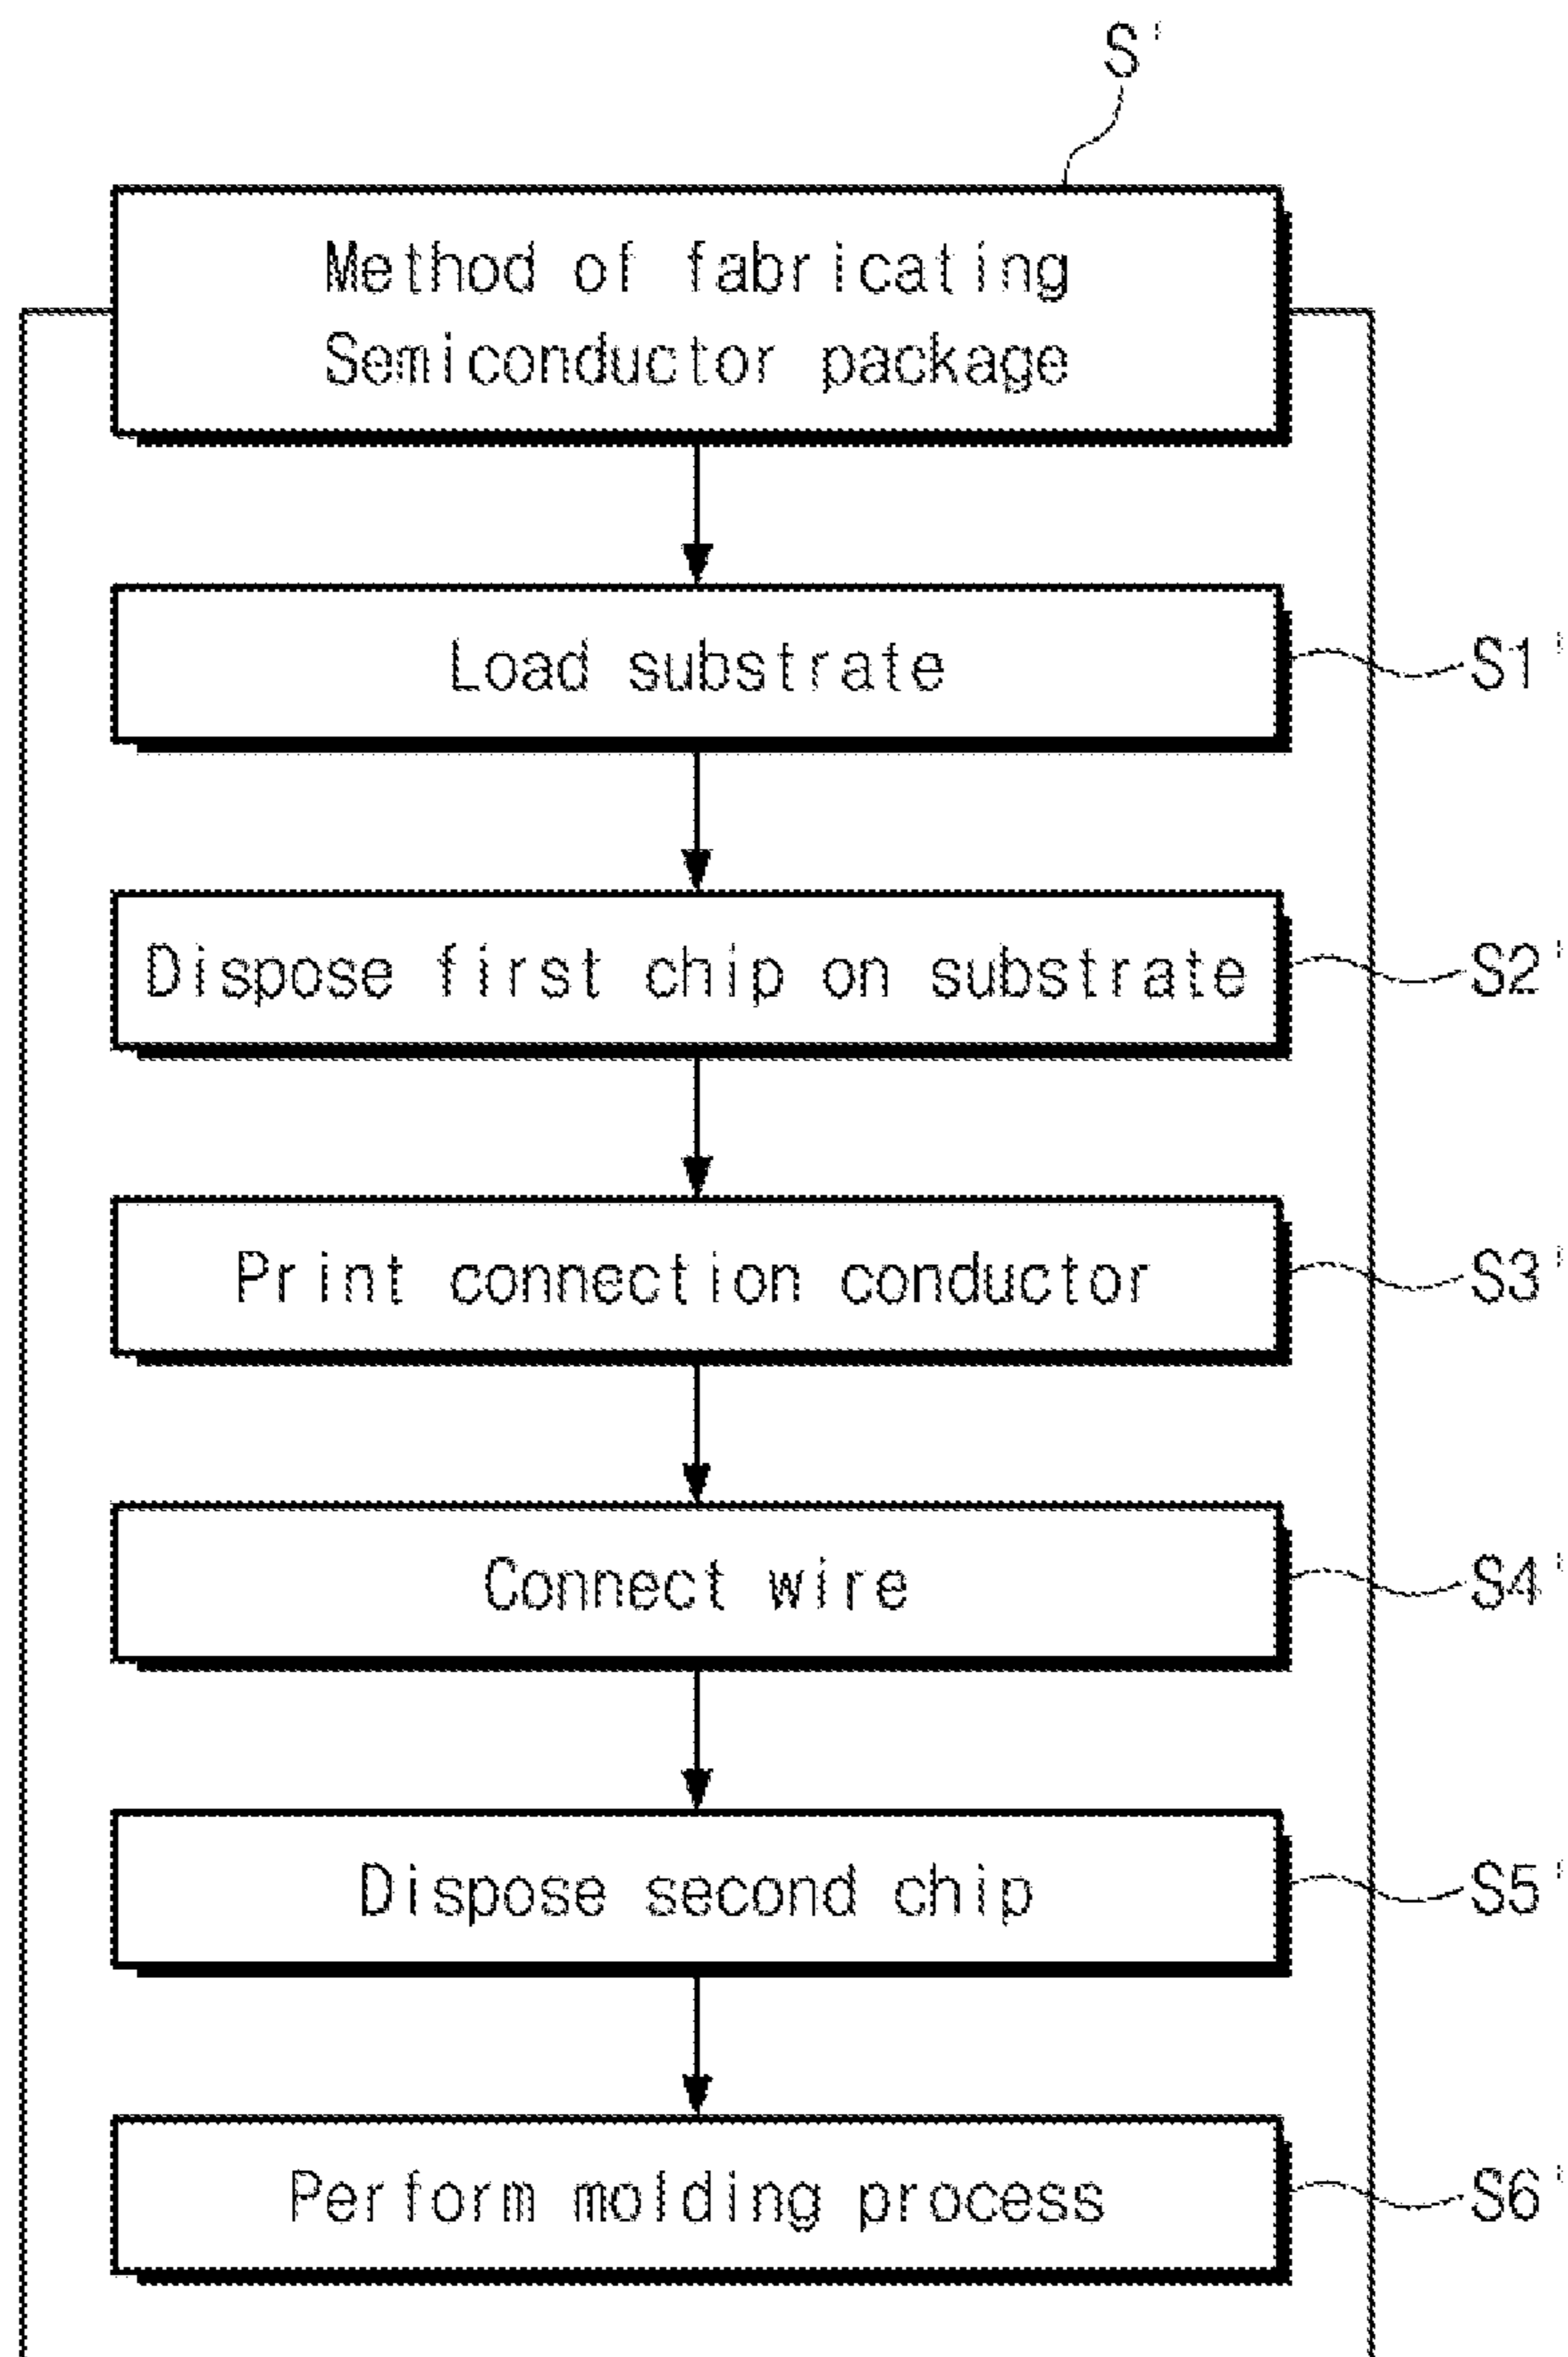 S'
Method of fabricating
Semiconductor package
Load substrate
S1'
Dispose first chip on substrate
S2'
Print connection conductor
S3'
Connect wire
S4'
Dispose second chip
S5'
Perform molding process
S6'